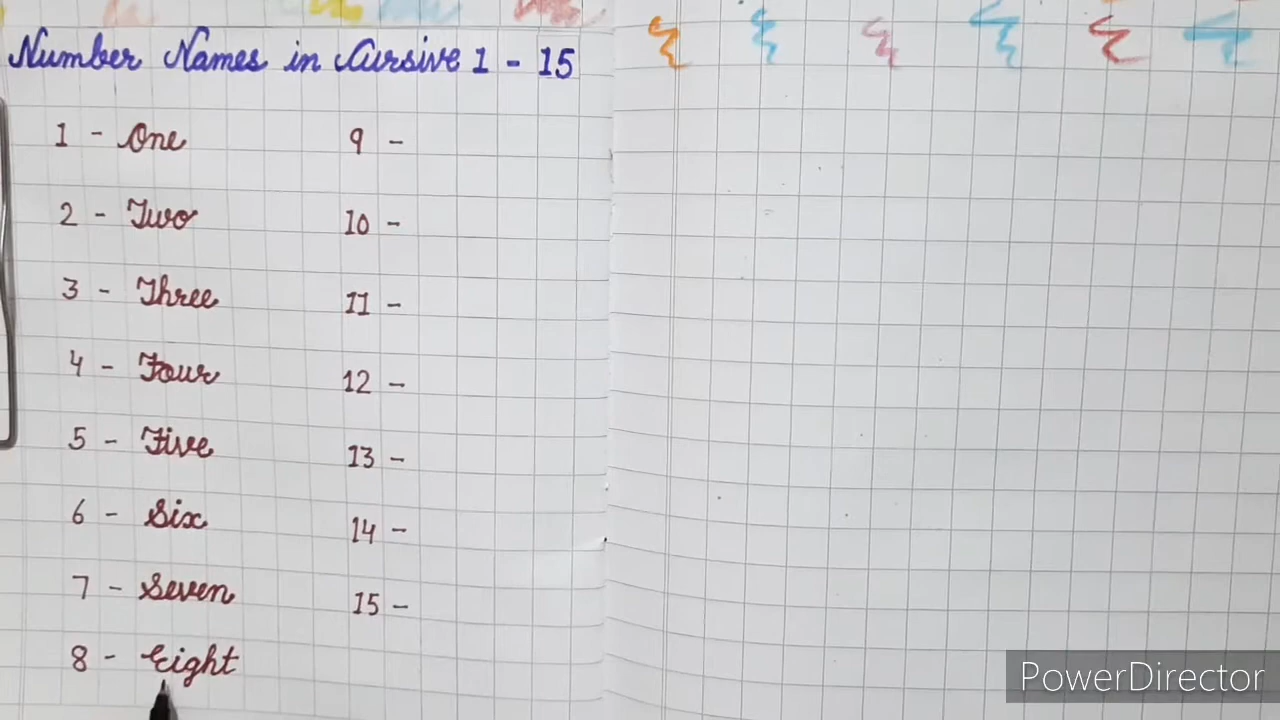 Number Names in Cursive 1 - 15
1 - One
2 - Two
3 - Three
4 - Four
5 - Five
6 - Six
7 - Seven
8 - Eight
9 -
10 -
11 -
12 -
13 -
14 -
15 -
PowerDirector